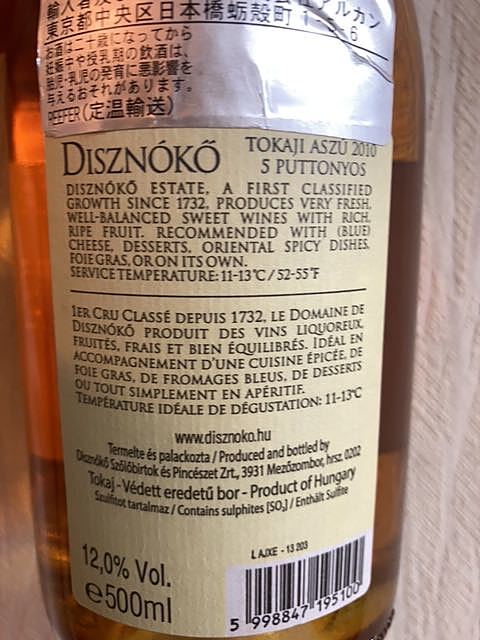 東京都中央区日本橋蛎殻町1-5-6
お酒は二十歳になってから
妊娠中や授乳期の飲酒は、
胎児・乳児の発育に悪影響を
与えるおそれがあります。
REEFER(定温輸送)
DISZNÓKŐ
TOKAJI ASZÚ 2010
5 PUTTONYOS
DISZNÓKŐ ESTATE, A FIRST CLASSIFIED
GROWTH SINCE 1732, PRODUCES VERY FRESH,
WELL-BALANCED SWEET WINES WITH RICH,
RIPE FRUIT. RECOMMENDED WITH (BLUE)
CHEESE, DESSERTS, ORIENTAL SPICY DISHES,
FOIE GRAS, OR ON ITS OWN.
SERVICE TEMPERATURE: 11-13°C / 52-55°F
1ER CRU CLASSÉ DEPUIS 1732, LE DOMAINE DE
DISZNÓKŐ PRODUIT DES VINS LIQUOREUX,
FRUITÉS, FRAIS ET BIEN ÉQUILIBRÉS. IDÉAL EN
ACCOMPAGNEMENT D'UNE CUISINE ÉPICÉE, DE
FOIE GRAS, DE FROMAGES BLEUS, DE DESSERTS
OU TOUT SIMPLEMENT EN APÉRITIF.
TEMPÉRATURE IDÉALE DE DÉGUSTATION: 11-13°C
www.disznoko.hu
Termelte és palackozta / Produced and bottled by
Disznókő Szőlőbirtok és Pincészet Zrt., 3931 Mezőzombor, hrsz. 0202
Tokaj - Védett eredetű bor - Product of Hungary
Szulfitot tartalmaz / Contains sulphites [SO₂] / Enthält Sulfite
L AJXE - 13 203
12,0% Vol.
℮500ml
5 998847 195100